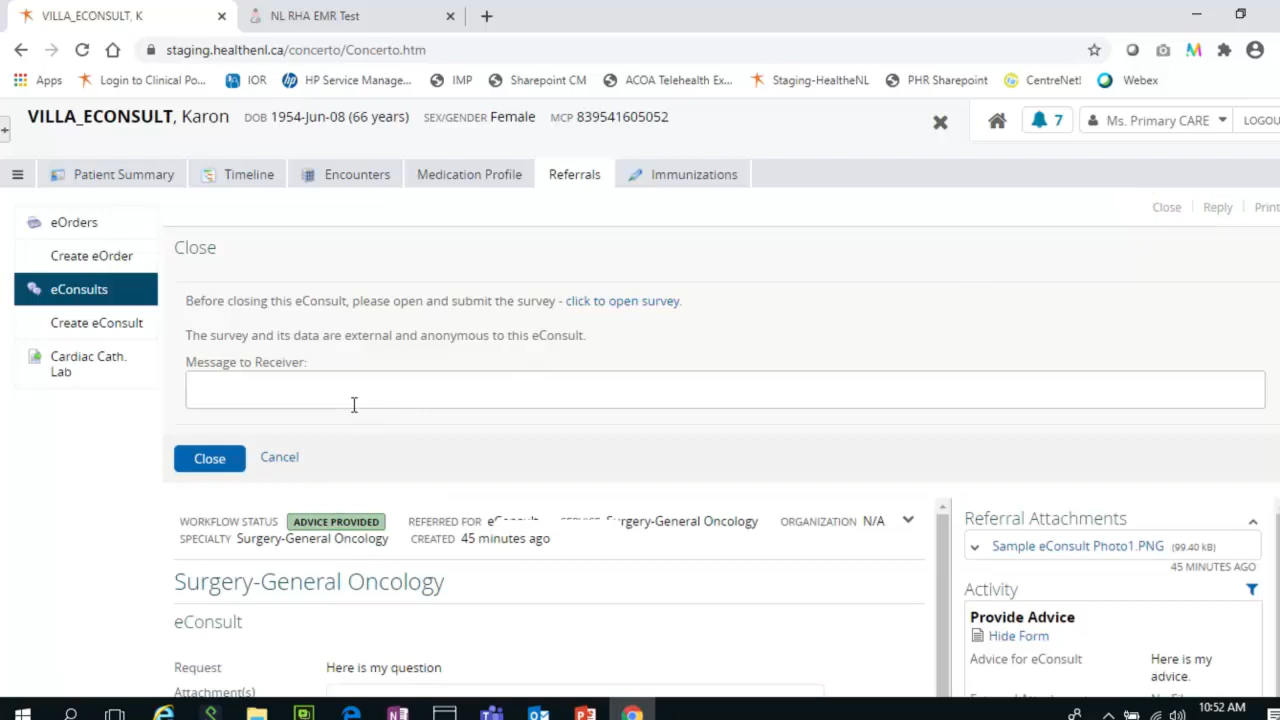 VILLA_ECONSULT, K
NL RHA EMR Test
staging.healthenl.ca/concerto/Concerto.htm
Apps Login to Clinical Po... IOR HP Service Manage... IMP Sharepoint CM ACOA Telehealth Ex... Staging-HealtheNL PHR Sharepoint CentreNet! Webex
VILLA_ECONSULT, Karon DOB 1954-Jun-08 (66 years) SEX/GENDER Female MCP 839541605052
7 Ms. Primary CARE LOGOU
Patient Summary Timeline Encounters Medication Profile Referrals Immunizations
Close Reply Print
eOrders
Create eOrder
eConsults
Create eConsult
Cardiac Cath.
Lab
Close
Before closing this eConsult, please open and submit the survey - click to open survey.
The survey and its data are external and anonymous to this eConsult.
Message to Receiver:
Close Cancel
WORKFLOW STATUS ADVICE PROVIDED REFERRED FOR eConsult SERVICE Surgery-General Oncology ORGANIZATION N/A
SPECIALTY Surgery-General Oncology CREATED 45 minutes ago
Surgery-General Oncology
eConsult
Request Here is my question
Attachment(s)
Referral Attachments
Sample eConsult Photo1.PNG (99.40 kB)
45 MINUTES AGO
Activity
Provide Advice
Hide Form
Advice for eConsult Here is my
advice.
10:52 AM